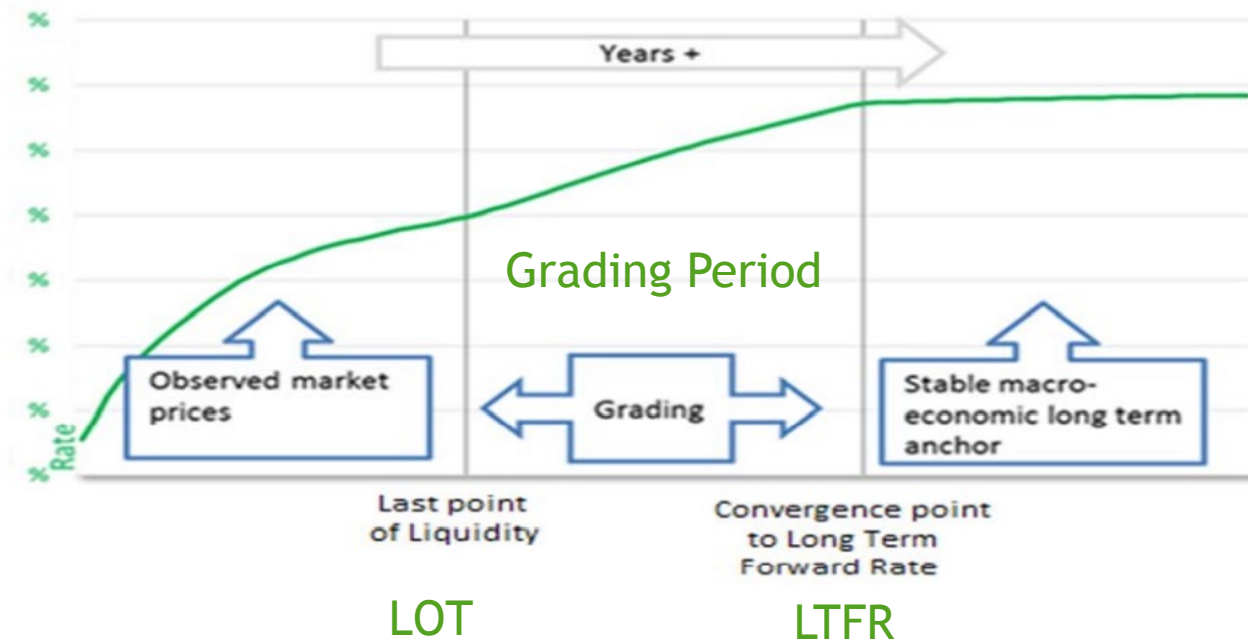 %
Years +
%
%
%
Grading Period
%
%
Observed market
prices
Grading
Stable macro-
economic long term
anchor
%
Rate
%
Last point
of Liquidity
Convergence point
to Long Term
Forward Rate
LOT
LTFR